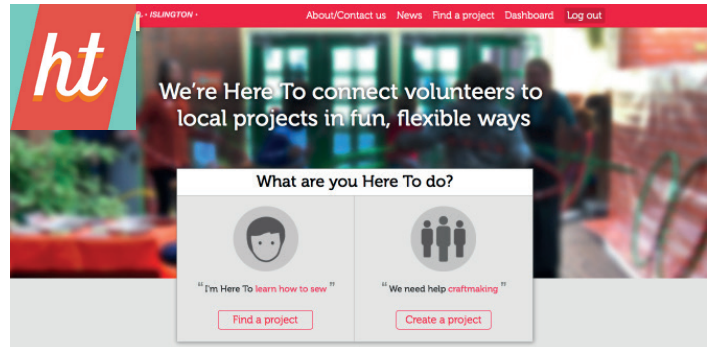 · ISLINGTON ·
About/Contact us News Find a project Dashboard Log out
ht
We're Here To connect volunteers to
local projects in fun, flexible ways
What are you Here To do?
"I'm Here To learn how to sew"
"We need help craftmaking"
Find a project
Create a project